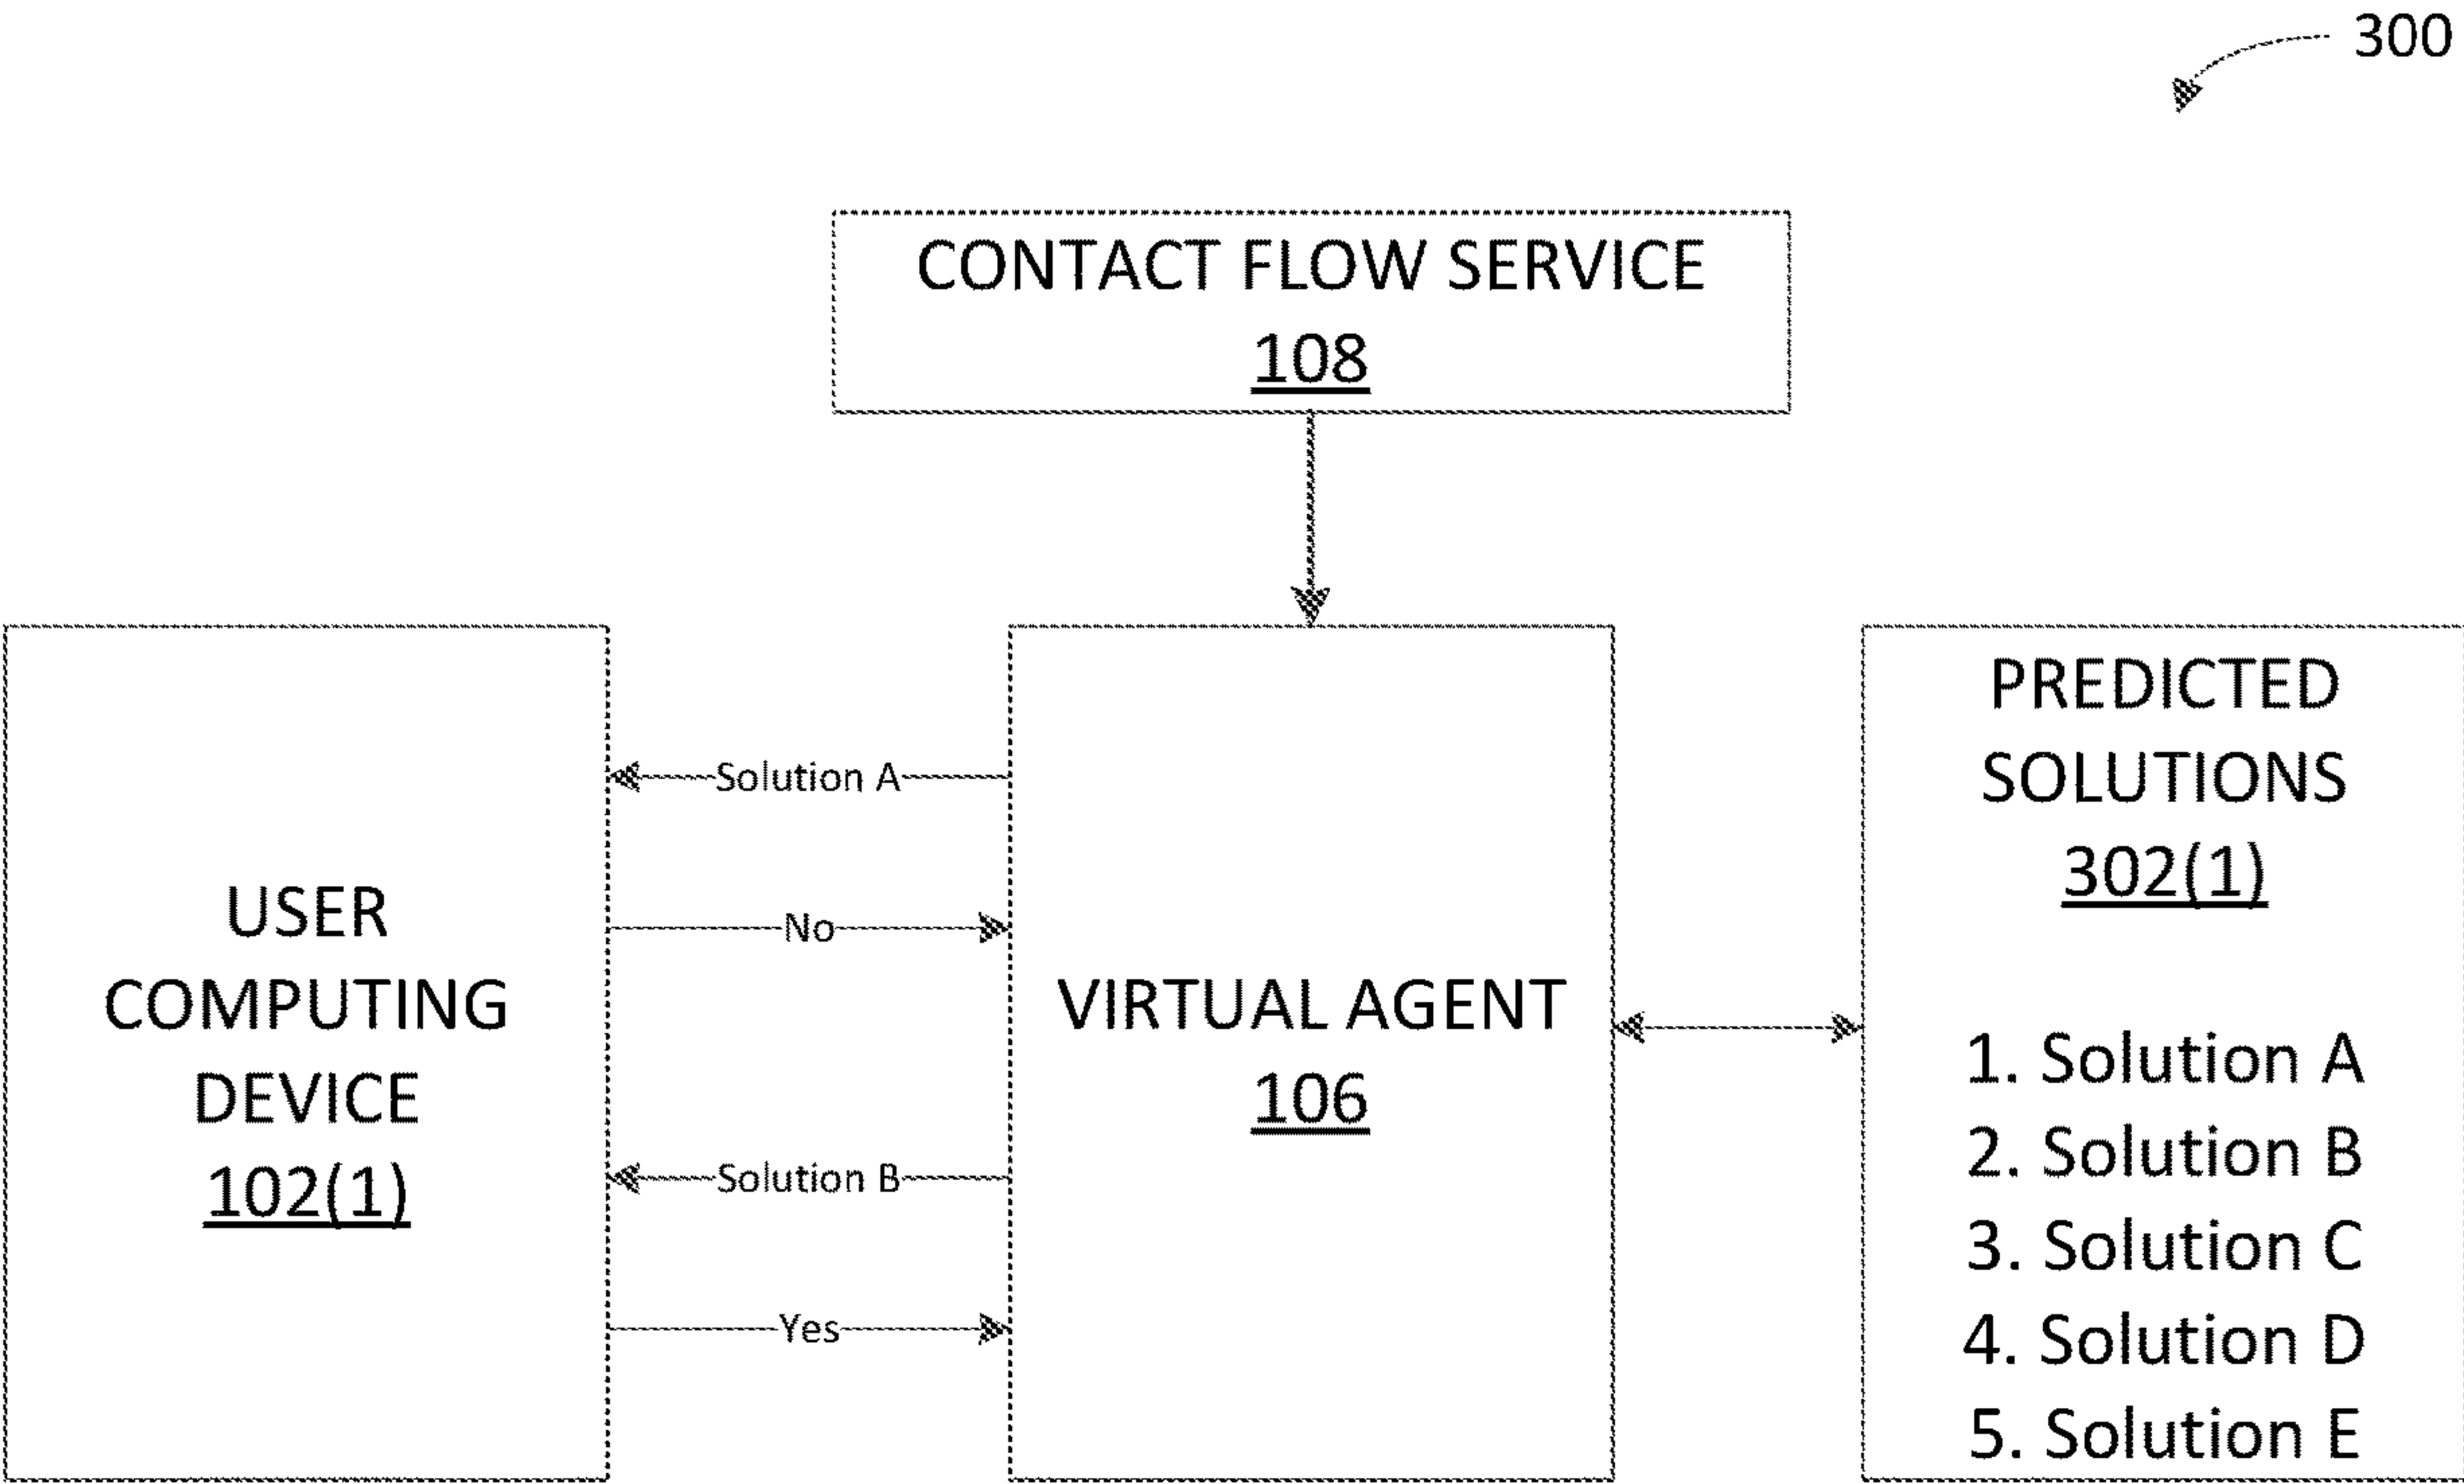 300
CONTACT FLOW SERVICE
108
USER
COMPUTING
DEVICE
102(1)
Solution A
No
Solution B
Yes
VIRTUAL AGENT
106
PREDICTED
SOLUTIONS
302(1)
1. Solution A
2. Solution B
3. Solution C
4. Solution D
5. Solution E